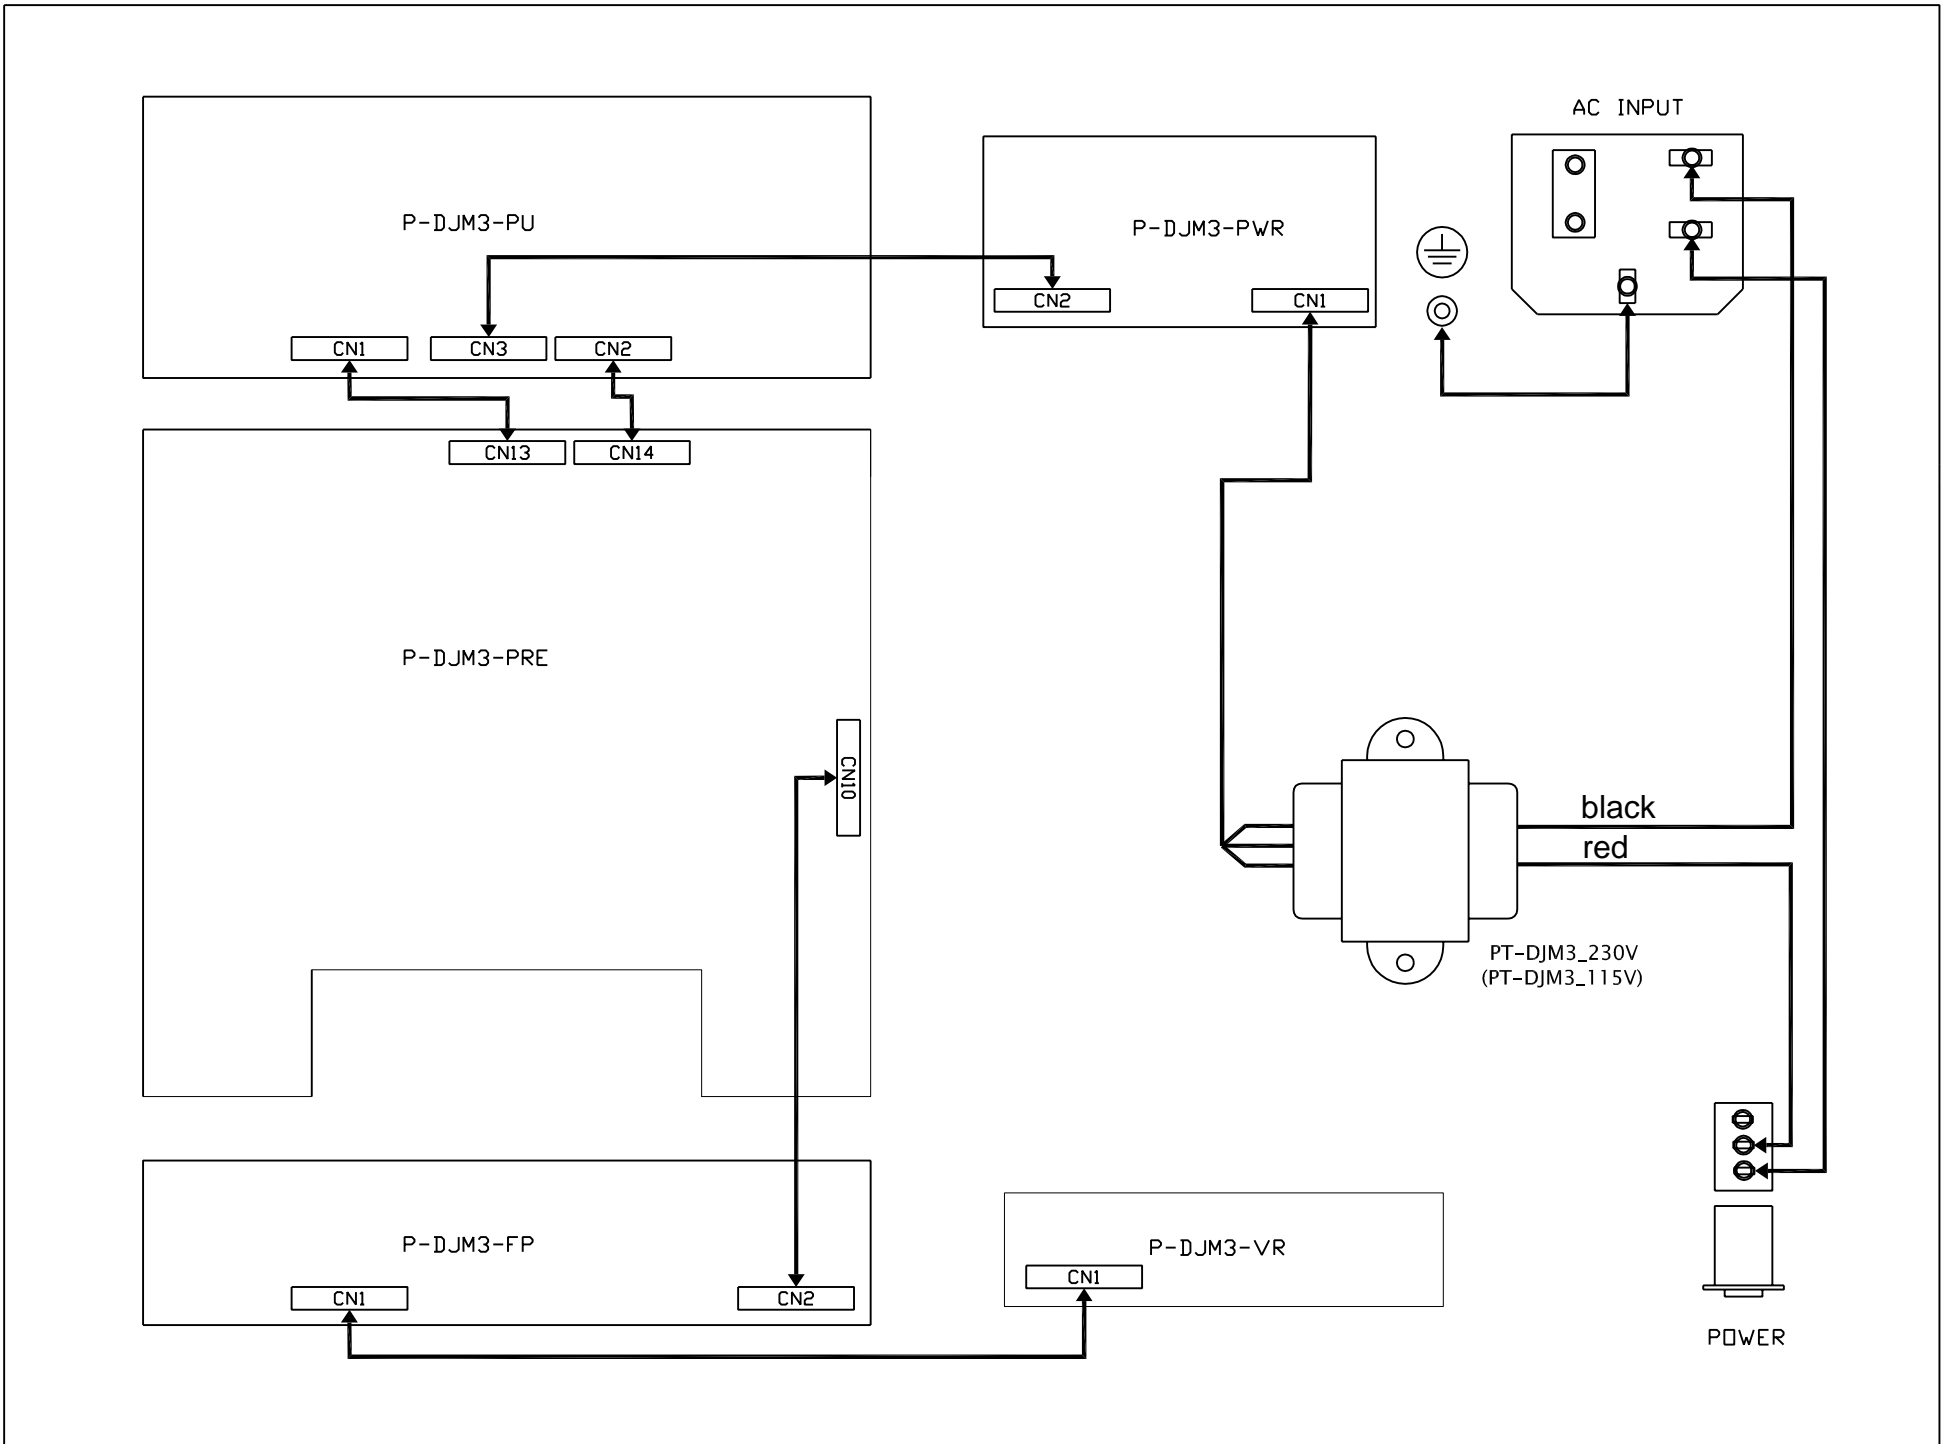 AC INPUT
P-DJM3-PU
P-DJM3-PWR
CN2
CN1
CN1
CN3
CN2
CN13
CN14
P-DJM3-PRE
CN10
black
red
PT-DJM3_230V
(PT-DJM3_115V)
P-DJM3-FP
P-DJM3-VR
CN1
CN1
CN2
POWER